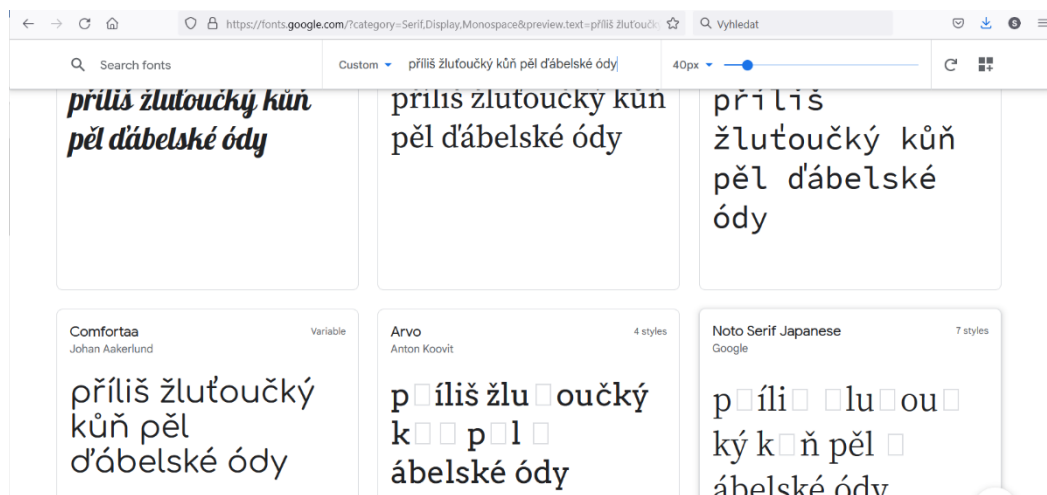 https://fonts.google.com/?category=Serif,Display,Monospace&preview.text=příliš žluťouč
Vyhledat
S
Search fonts
Custom
příliš žluťoučký kůň pěl ďábelské ódy
40px
příliš žluťoučký kůň
pěl ďábelské ódy
příliš žluťoučký kůň
pěl ďábelské ódy
příliš
žluťoučký kůň
pěl ďábelské
ódy
Comfortaa
Variable
Johan Aakerlund
příliš žluťoučký
kůň pěl
ďábelské ódy
Arvo
4 styles
Anton Koovit
p□íliš žlu□oučký
k□□ p□l □
ábelské ódy
Noto Serif Japanese
7 styles
Google
p□íli□ □lu□ou□
ký k□ň pěl □
ábelské ódy